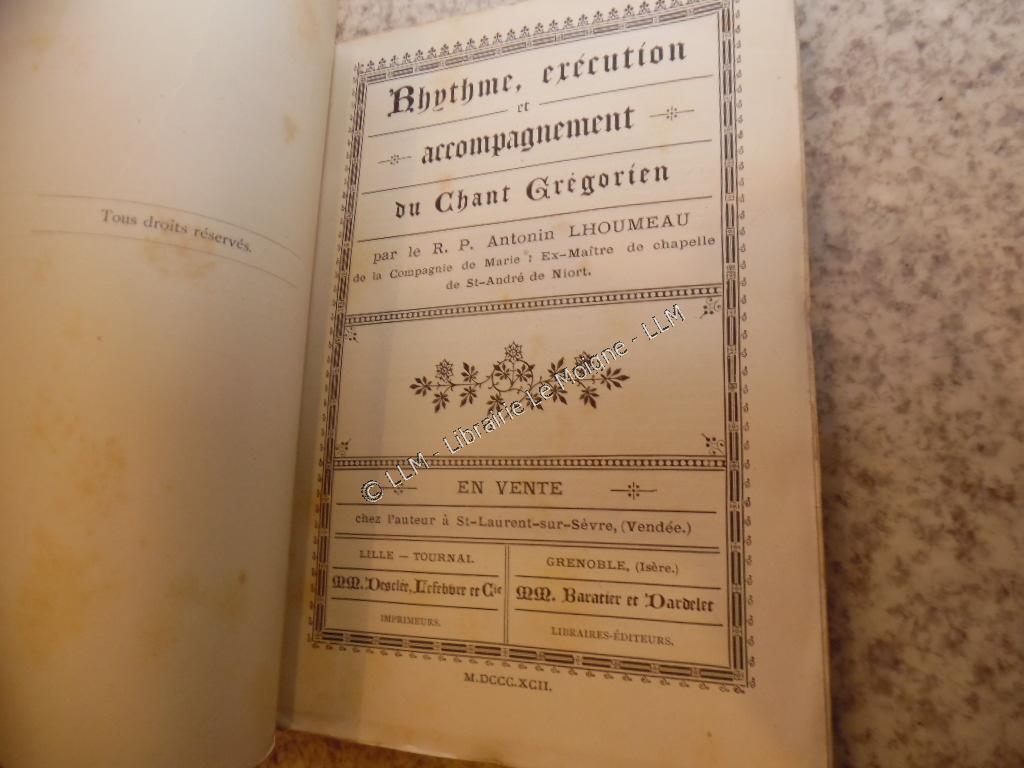 Tous droits réservés.
Rhythme, exécution
et
accompagnement
du Chant Grégorien
par le R. P. Antonin LHOUMEAU
de la Compagnie de Marie : Ex-Maître de chapelle
de St-André de Niort.
© LLM - Librairie Le Moigne - LLM
EN VENTE
chez l'auteur à St-Laurent-sur-Sèvre, (Vendée.)
LILLE — TOURNAI.
MM. Desclée, Lefebvre et Cie
IMPRIMEURS.
GRENOBLE, (Isère.)
MM. Baratier et Dardelet
LIBRAIRES-ÉDITEURS.
M.DCCC.XCII.